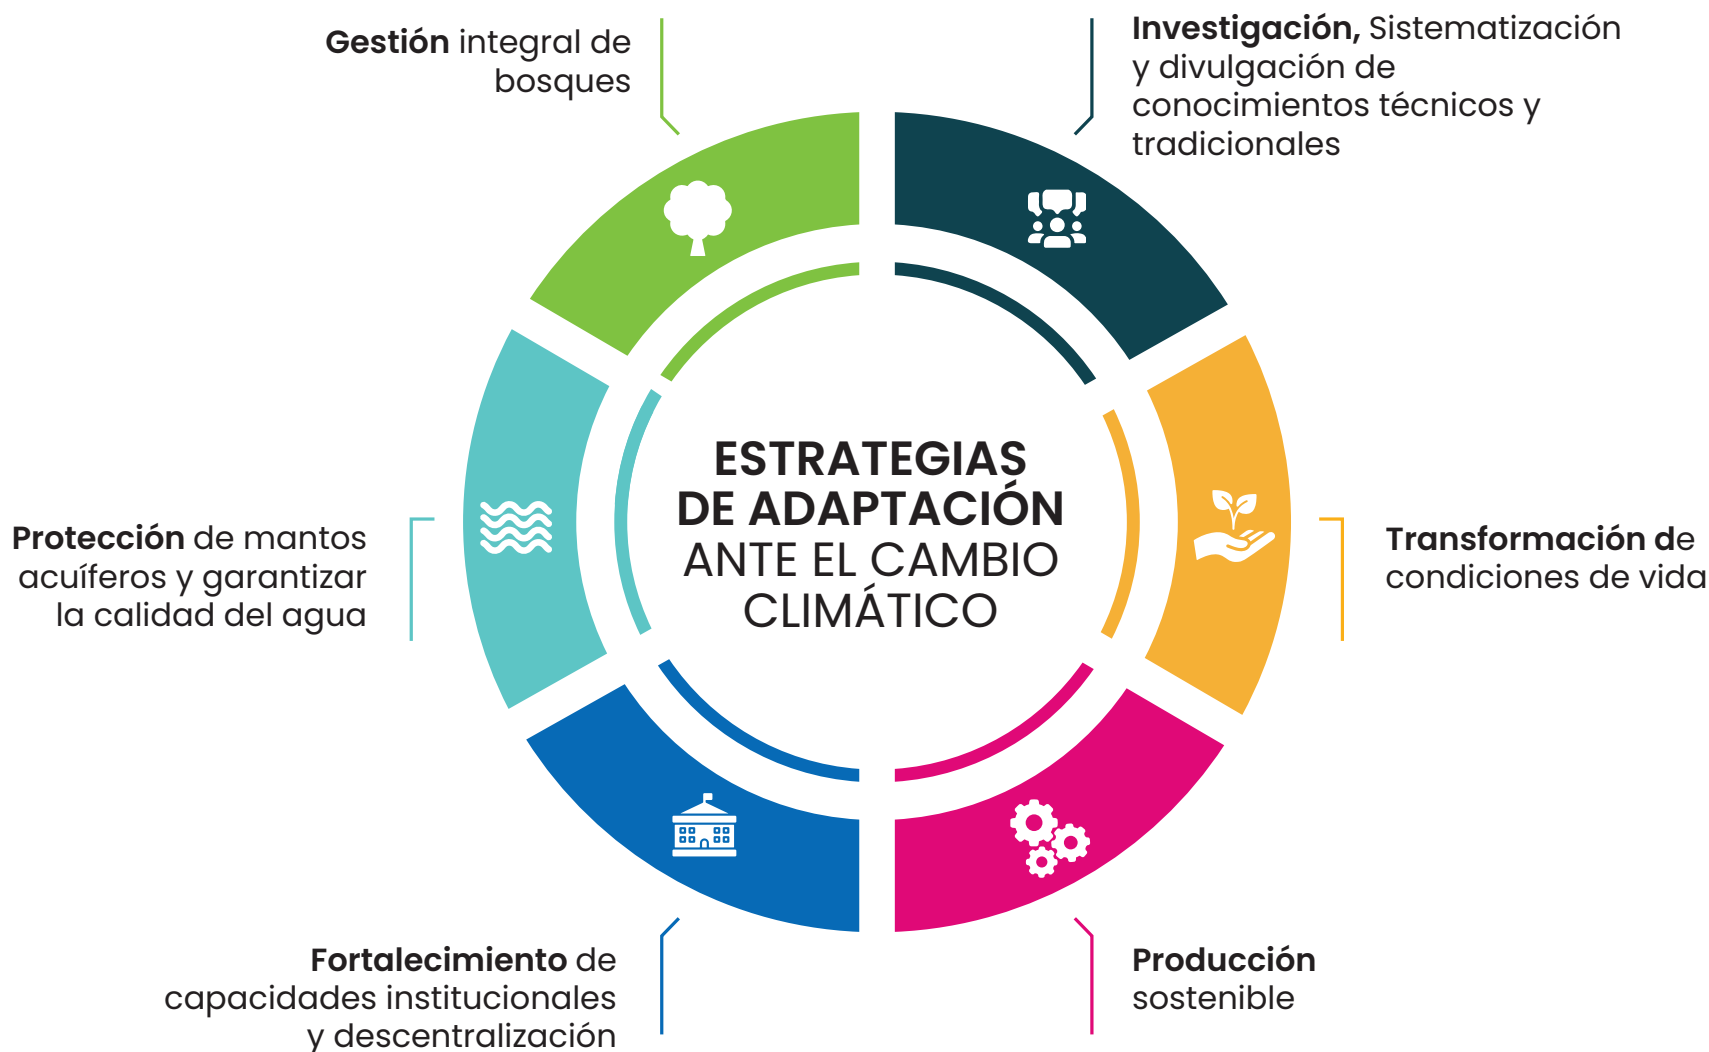 Gestión integral de
bosques
Investigación, Sistematización
y divulgación de
conocimientos técnicos y
tradicionales
ESTRATEGIAS
DE ADAPTACIÓN
ANTE EL CAMBIO
CLIMÁTICO
Protección de mantos
acuíferos y garantizar
la calidad del agua
Transformación de
condiciones de vida
Fortalecimiento de
capacidades institucionales
y descentralización
Producción
sostenible